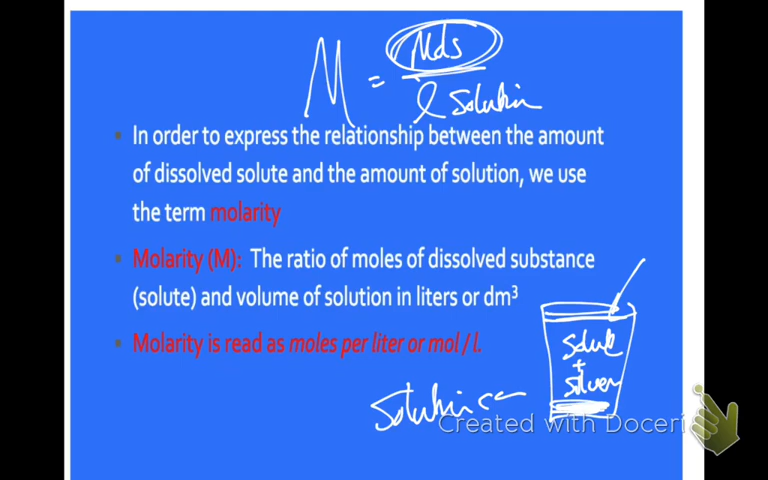 M = mols
l solution
In order to express the relationship between the amount
of dissolved solute and the amount of solution, we use
the term molarity
Molarity (M): The ratio of moles of dissolved substance
(solute) and volume of solution in liters or dm³
Molarity is read as moles per liter or mol / l.
solute
+
solven
solution
Created with Doceri